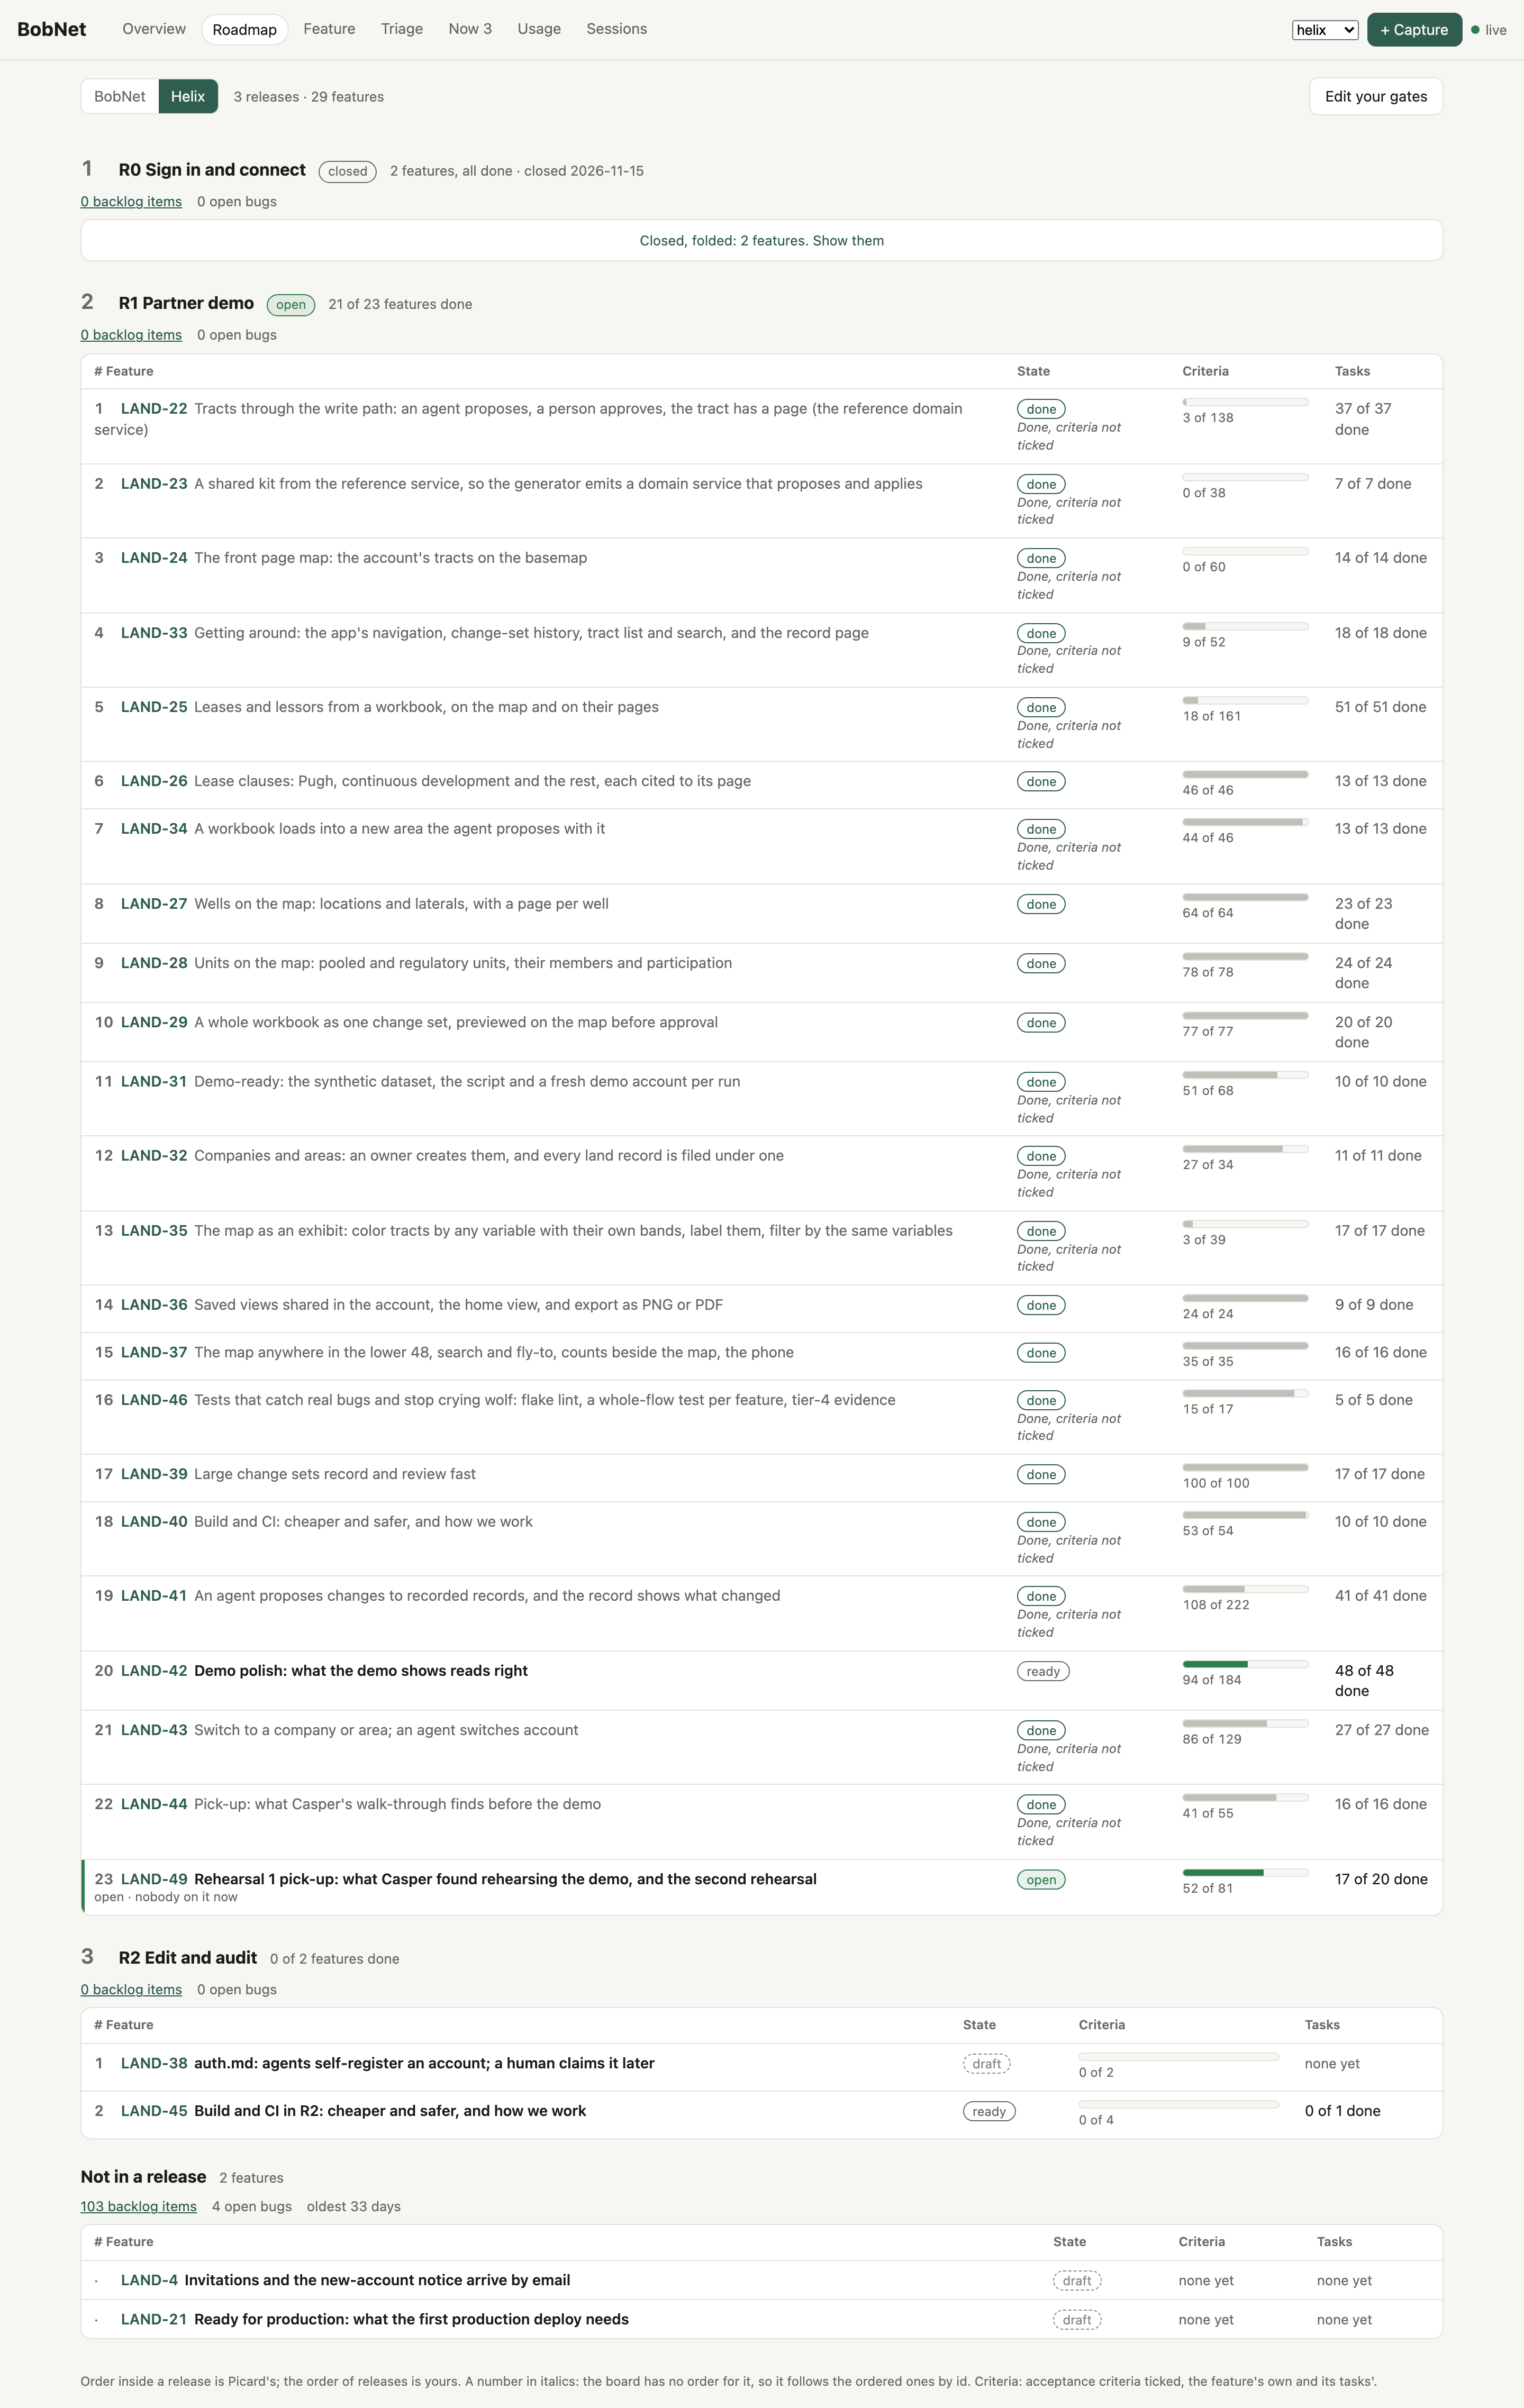 BobNet Overview Roadmap Feature Triage Now 3 Usage Sessions helix + Capture live
BobNet Helix 3 releases · 29 features Edit your gates
1 R0 Sign in and connect closed 2 features, all done · closed 2026-11-15
0 backlog items 0 open bugs
Closed, folded: 2 features. Show them
2 R1 Partner demo open 21 of 23 features done
0 backlog items 0 open bugs
# Feature State Criteria Tasks
1 LAND-22 Tracts through the write path: an agent proposes, a person approves, the tract has a page (the reference domain
service)
done
Done, criteria not
ticked
3 of 138
37 of 37
done
2 LAND-23 A shared kit from the reference service, so the generator emits a domain service that proposes and applies
done
Done, criteria not
ticked
0 of 38
7 of 7 done
3 LAND-24 The front page map: the account's tracts on the basemap
done
Done, criteria not
ticked
0 of 60
14 of 14 done
4 LAND-33 Getting around: the app's navigation, change-set history, tract list and search, and the record page
done
Done, criteria not
ticked
9 of 52
18 of 18 done
5 LAND-25 Leases and lessors from a workbook, on the map and on their pages
done
Done, criteria not
ticked
18 of 161
51 of 51 done
6 LAND-26 Lease clauses: Pugh, continuous development and the rest, each cited to its page
done
46 of 46
13 of 13 done
7 LAND-34 A workbook loads into a new area the agent proposes with it
done
Done, criteria not
ticked
44 of 46
13 of 13 done
8 LAND-27 Wells on the map: locations and laterals, with a page per well
done
64 of 64
23 of 23
done
9 LAND-28 Units on the map: pooled and regulatory units, their members and participation
done
78 of 78
24 of 24
done
10 LAND-29 A whole workbook as one change set, previewed on the map before approval
done
77 of 77
20 of 20
done
11 LAND-31 Demo-ready: the synthetic dataset, the script and a fresh demo account per run
done
Done, criteria not
ticked
51 of 68
10 of 10 done
12 LAND-32 Companies and areas: an owner creates them, and every land record is filed under one
done
Done, criteria not
ticked
27 of 34
11 of 11 done
13 LAND-35 The map as an exhibit: color tracts by any variable with their own bands, label them, filter by the same variables
done
Done, criteria not
ticked
3 of 39
17 of 17 done
14 LAND-36 Saved views shared in the account, the home view, and export as PNG or PDF
done
24 of 24
9 of 9 done
15 LAND-37 The map anywhere in the lower 48, search and fly-to, counts beside the map, the phone
done
35 of 35
16 of 16 done
16 LAND-46 Tests that catch real bugs and stop crying wolf: flake lint, a whole-flow test per feature, tier-4 evidence
done
Done, criteria not
ticked
15 of 17
5 of 5 done
17 LAND-39 Large change sets record and review fast
done
100 of 100
17 of 17 done
18 LAND-40 Build and CI: cheaper and safer, and how we work
done
Done, criteria not
ticked
53 of 54
10 of 10 done
19 LAND-41 An agent proposes changes to recorded records, and the record shows what changed
done
Done, criteria not
ticked
108 of 222
41 of 41 done
20 LAND-42 Demo polish: what the demo shows reads right
ready
94 of 184
48 of 48
done
21 LAND-43 Switch to a company or area; an agent switches account
done
Done, criteria not
ticked
86 of 129
27 of 27 done
22 LAND-44 Pick-up: what Casper's walk-through finds before the demo
done
Done, criteria not
ticked
41 of 55
16 of 16 done
23 LAND-49 Rehearsal 1 pick-up: what Casper found rehearsing the demo, and the second rehearsal
open · nobody on it now
open
52 of 81
17 of 20 done
3 R2 Edit and audit 0 of 2 features done
0 backlog items 0 open bugs
# Feature State Criteria Tasks
1 LAND-38 auth.md: agents self-register an account; a human claims it later
draft
0 of 2
none yet
2 LAND-45 Build and CI in R2: cheaper and safer, and how we work
ready
0 of 4
0 of 1 done
Not in a release 2 features
103 backlog items 4 open bugs oldest 33 days
# Feature State Criteria Tasks
· LAND-4 Invitations and the new-account notice arrive by email draft none yet none yet
· LAND-21 Ready for production: what the first production deploy needs draft none yet none yet
Order inside a release is Picard's; the order of releases is yours. A number in italics: the board has no order for it, so it follows the ordered ones by id. Criteria: acceptance criteria ticked, the feature's own and its tasks'.